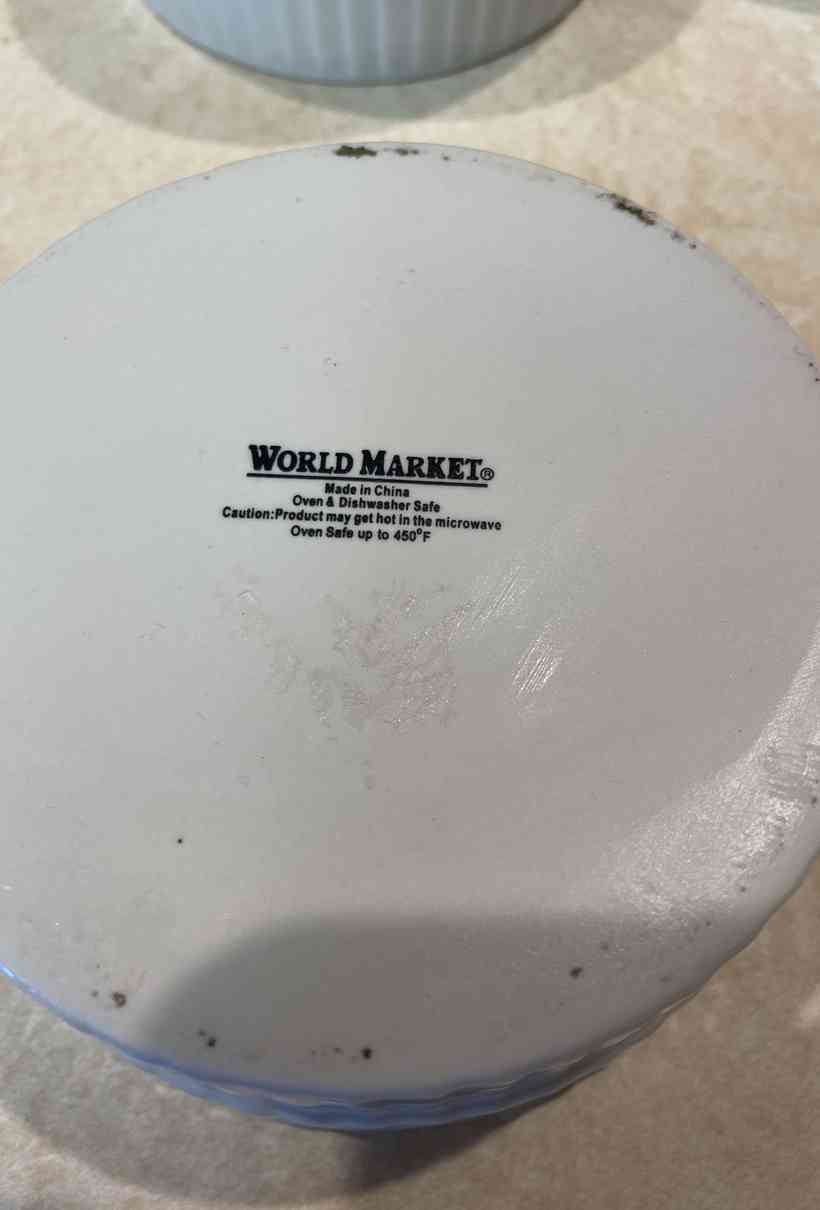 WORLD MARKET®
Made in China
Oven & Dishwasher Safe
Caution:Product may get hot in the microwave
Oven Safe up to 450°F